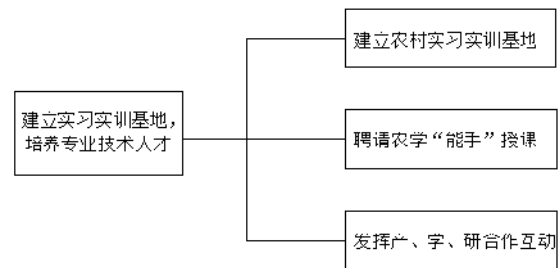 建立农村实习实训基地
建立实习实训基地，
培养专业技术人才
聘请农学“能手”授课
发挥产、学、研合作互动